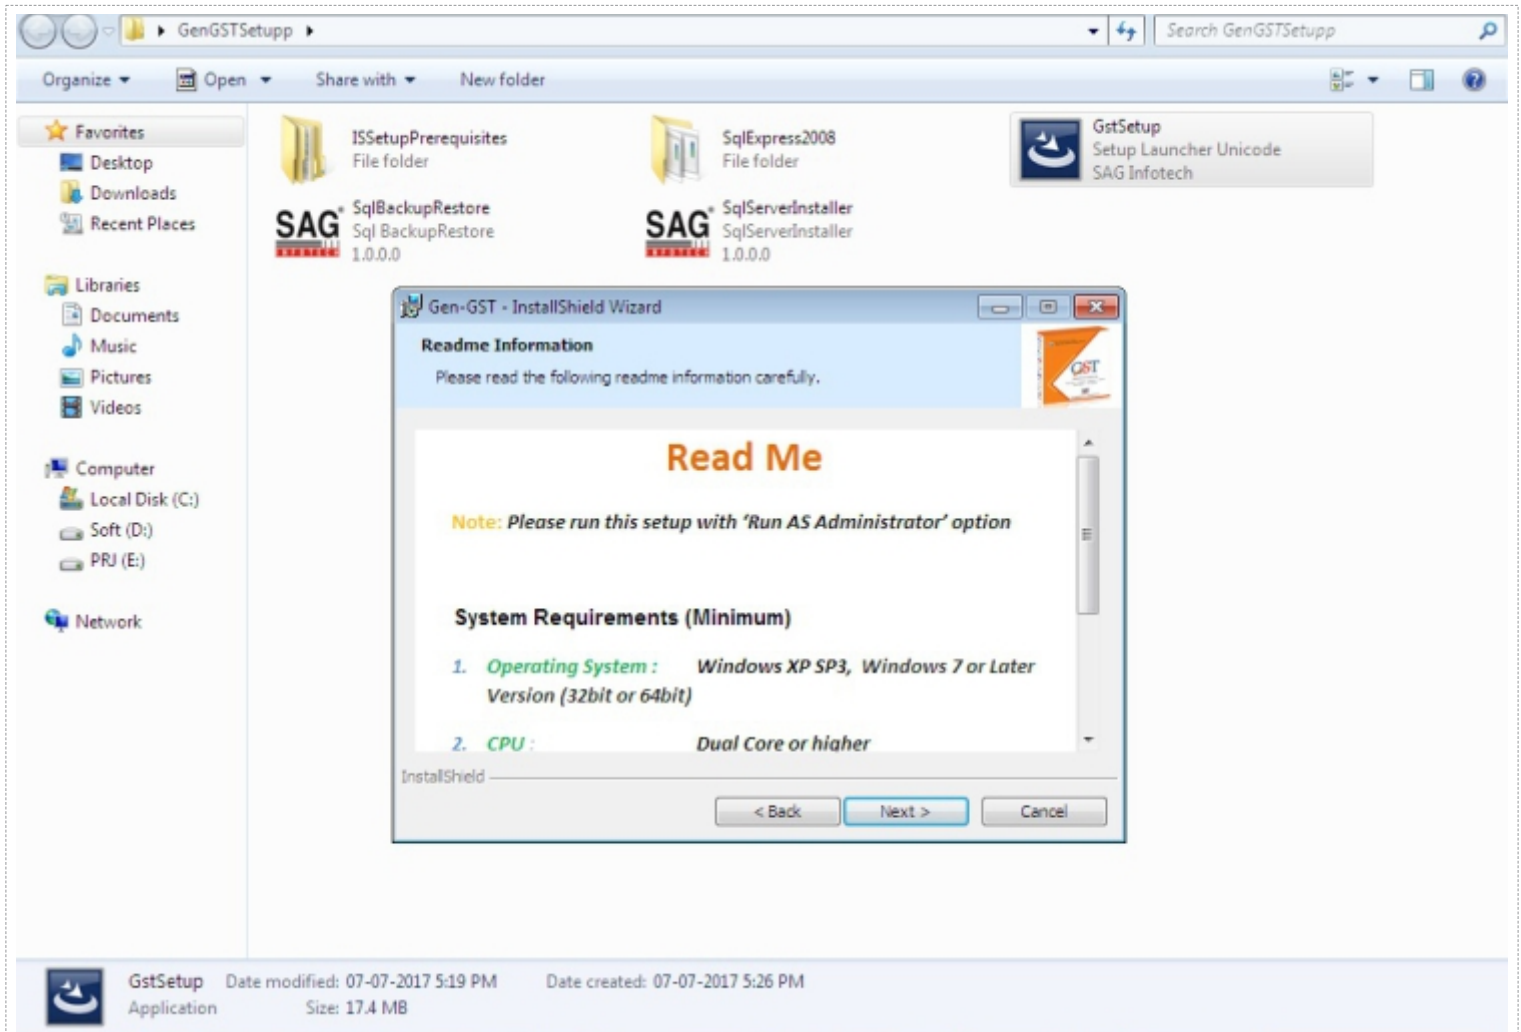 GenGSTSetupp
Search GenGSTSetupp
Organize Open Share with New folder
Favorites
Desktop
Downloads
Recent Places
Libraries
Documents
Music
Pictures
Videos
Computer
Local Disk (C:)
Soft (D:)
PRJ (E:)
Network
ISSetupPrerequisites
File folder
SqlExpress2008
File folder
GstSetup
Setup Launcher Unicode
SAG Infotech
SAG
INFOTECH
SqlBackupRestore
Sql BackupRestore
1.0.0.0
SAG
INFOTECH
SqlServerInstaller
SqlServerInstaller
1.0.0.0
Gen-GST - InstallShield Wizard
Readme Information
Please read the following readme information carefully.
GST
Read Me
Note: Please run this setup with ‘Run AS Administrator’ option
System Requirements (Minimum)
1. Operating System : Windows XP SP3, Windows 7 or Later
Version (32bit or 64bit)
2. CPU : Dual Core or higher
InstallShield
< Back Next > Cancel
GstSetup Date modified: 07-07-2017 5:19 PM Date created: 07-07-2017 5:26 PM
Application Size: 17.4 MB